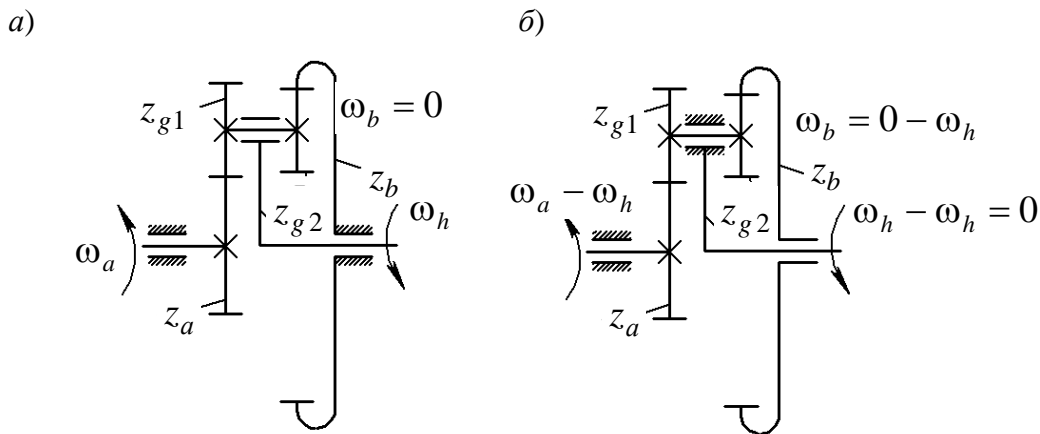 а)
z_{g1}
ω_b = 0
z_b
z_{g2}
ω_h
ω_a
z_a
б)
z_{g1}
ω_b = 0 − ω_h
z_b
ω_a − ω_h
z_{g2}
ω_h − ω_h = 0
z_a